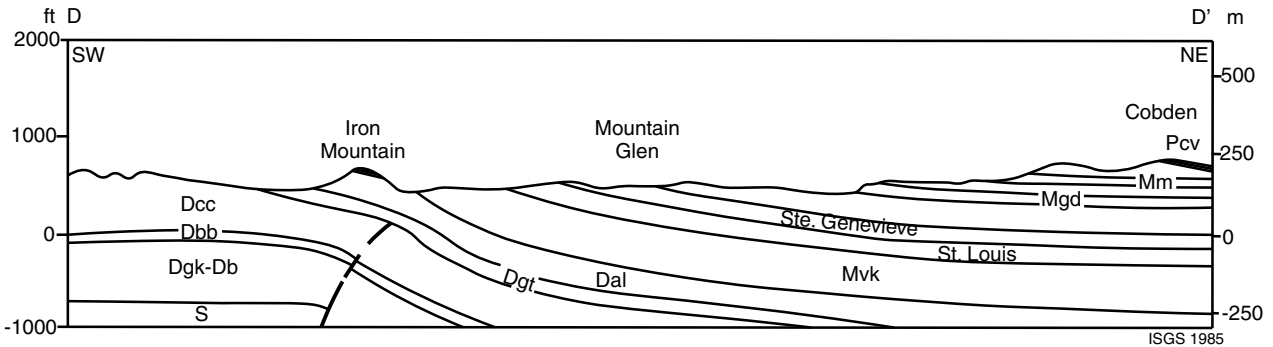 ft D D' m
2000
SW NE
500
1000
Iron
Mountain
Mountain
Glen
Cobden
Pcv
250
Mm
Mgd
Dcc
Ste. Genevieve
0 Dbb 0
St. Louis
Dgk-Db
Dgt
Dal
Mvk
S
-1000 -250
ISGS 1985